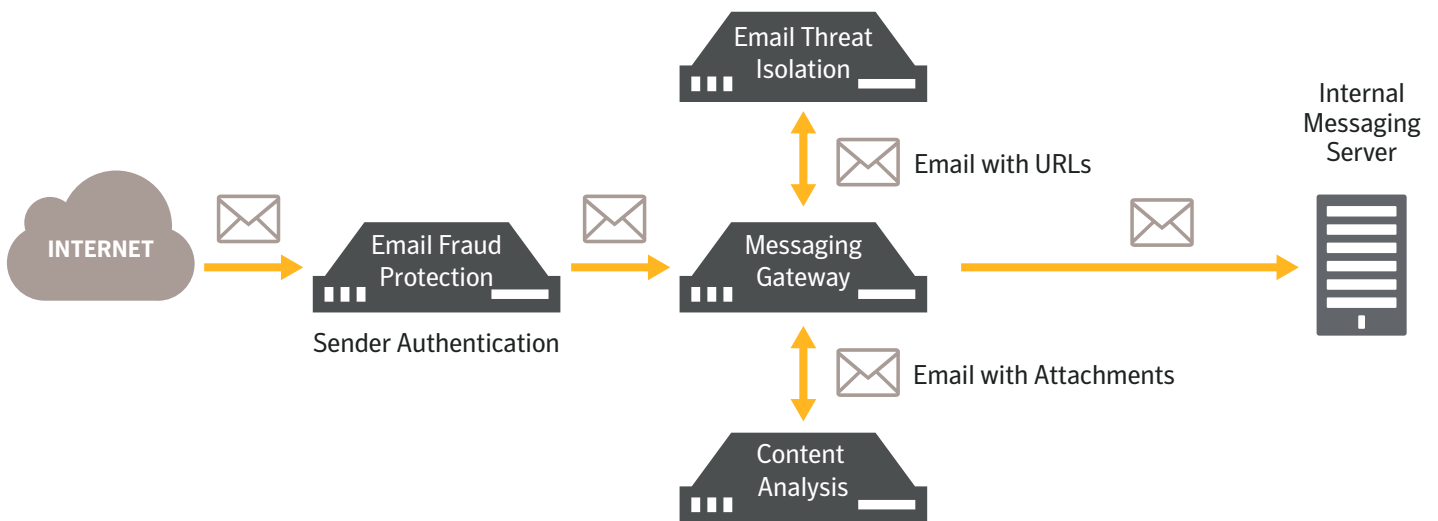 Email Threat
Isolation
Internal
Messaging
Server
Email with URLs
INTERNET
Email Fraud
Protection
Messaging
Gateway
Sender Authentication
Email with Attachments
Content
Analysis